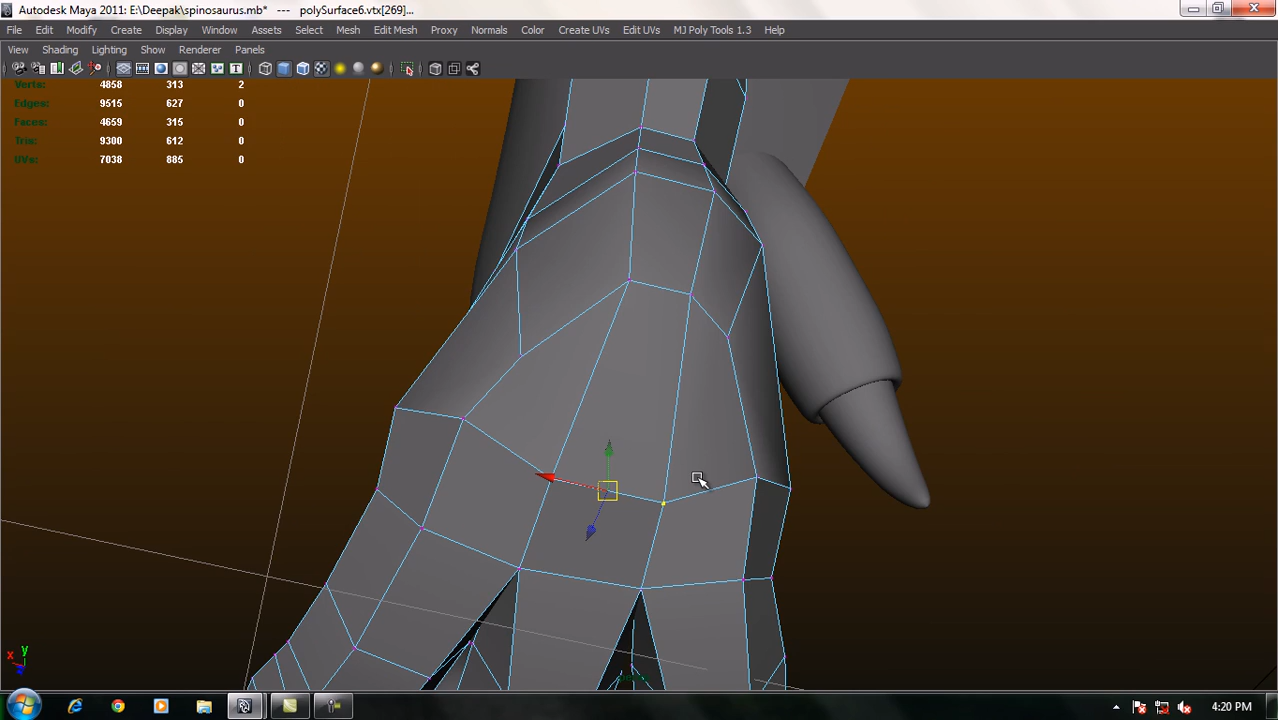 Autodesk Maya 2011: E:\Deepak\spinosaurus.mb* --- polySurface6.vtx[269]...
File Edit Modify Create Display Window Assets Select Mesh Edit Mesh Proxy Normals Color Create UVs Edit UVs MJ Poly Tools 1.3 Help
View Shading Lighting Show Renderer Panels
Verts: 4858 313 2
Edges: 9515 627 0
Faces: 4659 315 0
Tris: 9300 612 0
UVs: 7038 885 0
y
x
z
4:20 PM